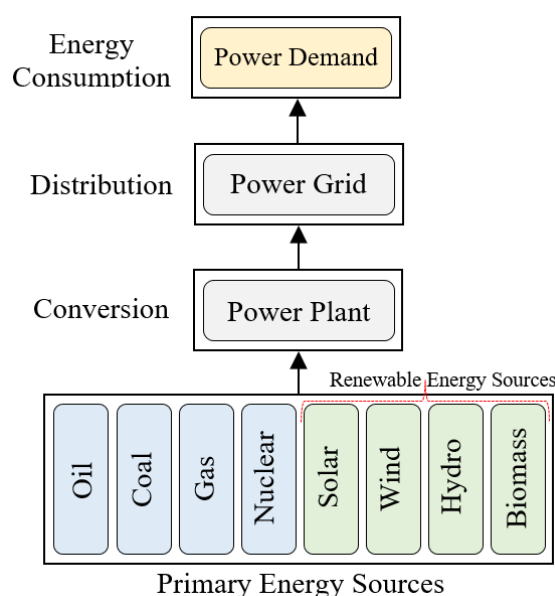 Energy
Consumption
Power Demand
Distribution
Power Grid
Conversion
Power Plant
Renewable Energy Sources
Oil
Coal
Gas
Nuclear
Solar
Wind
Hydro
Biomass
Primary Energy Sources